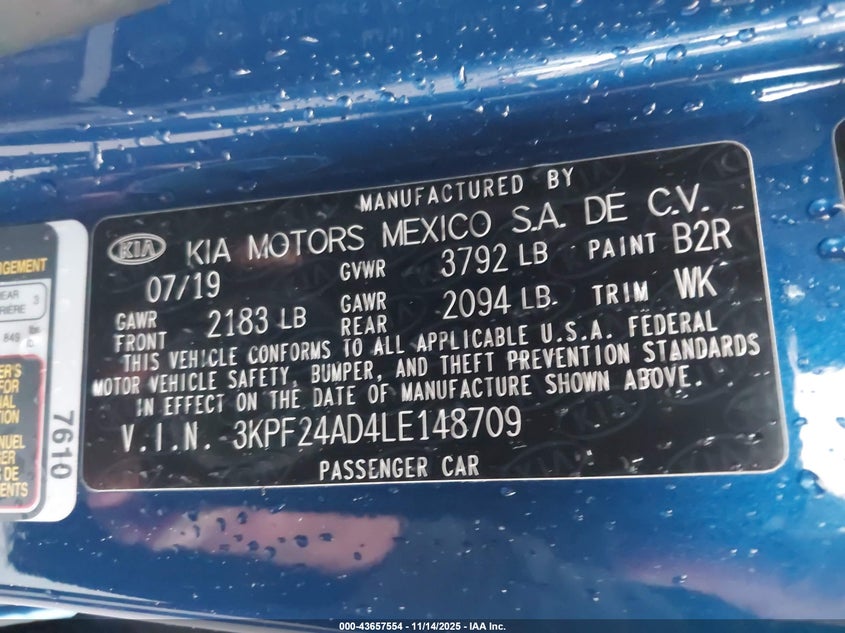 MANUFACTURED BY
KIA KIA MOTORS MEXICO S.A. DE C.V.
07/19 GVWR 3792 LB PAINT B2R
GAWR FRONT 2183 LB GAWR REAR 2094 LB. TRIM WK
THIS VEHICLE CONFORMS TO ALL APPLICABLE U.S.A. FEDERAL
MOTOR VEHICLE SAFETY, BUMPER, AND THEFT PREVENTION STANDARDS
IN EFFECT ON THE DATE OF MANUFACTURE SHOWN ABOVE.
V.I.N. 3KPF24AD4LE148709
PASSENGER CAR
3
849
7610
000-43657554 - 11/14/2025 - IAA Inc.